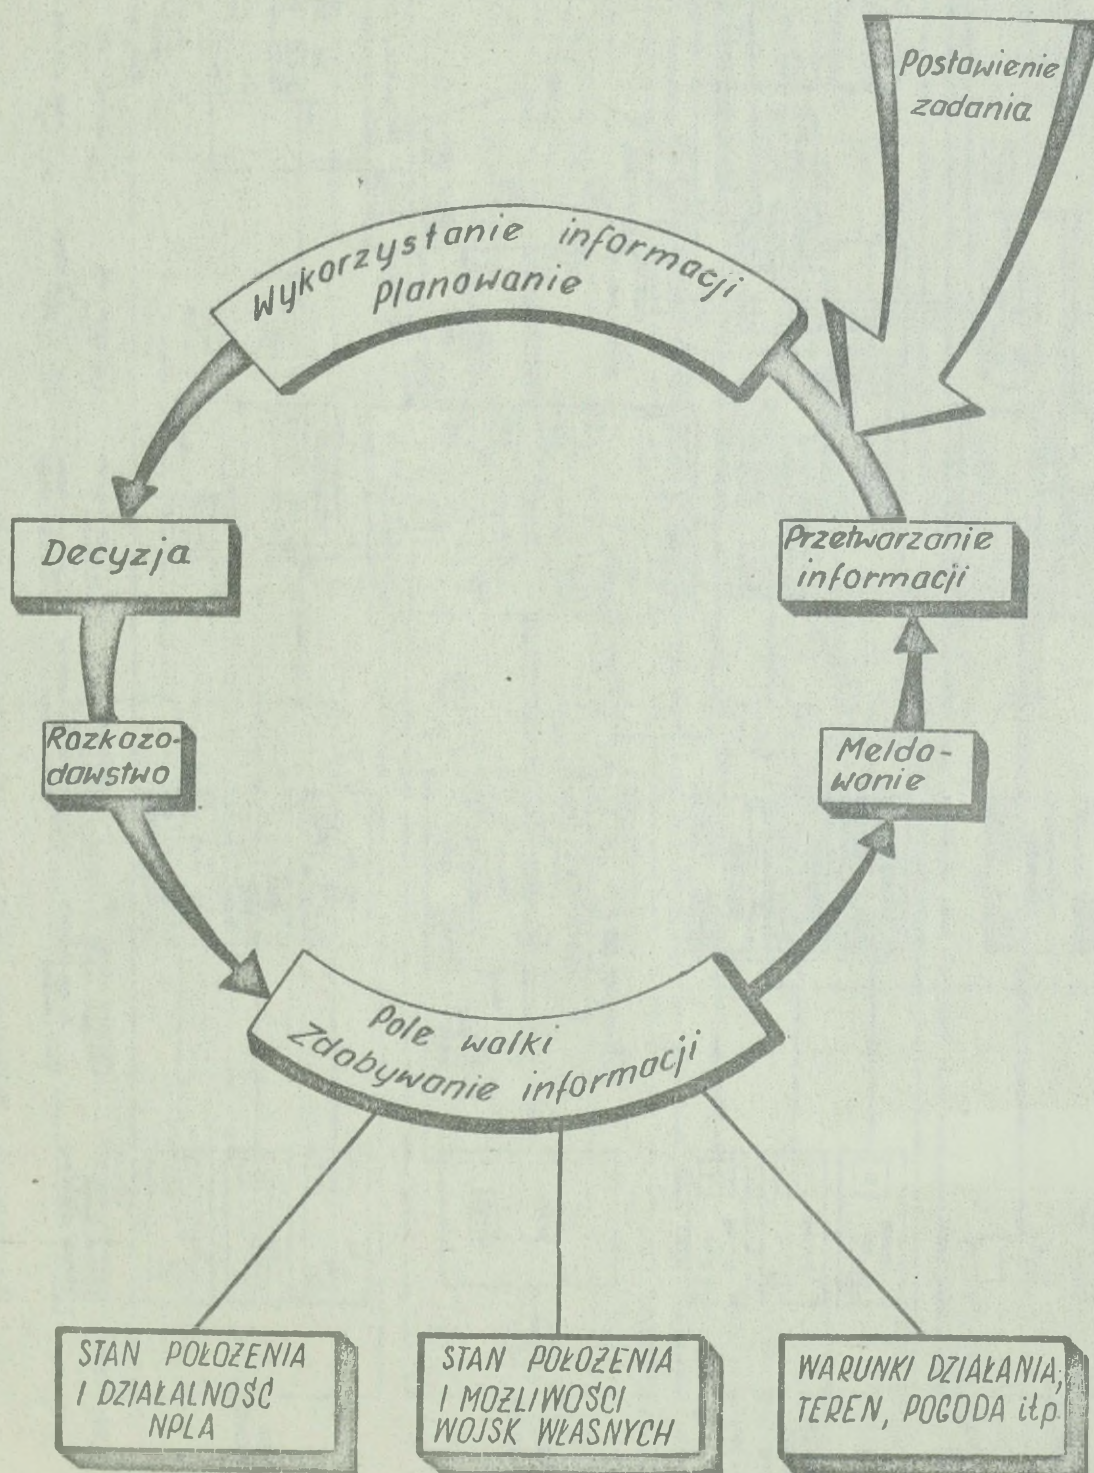 Postawienie
zadania
Wykorzystanie informacji
Planowanie
Decyzja
Przetwarzanie
informacji
Rozkazo-
dawstwo
Meldo-
wanie
Pole walki
Zdobywanie informacji
STAN POŁOŻENIA
I DZIAŁALNOŚĆ
NPLA
STAN POŁOŻENIA
I MOŻLIWOŚCI
WOJSK WŁASNYCH
WARUNKI DZIAŁANIA;
TEREN, POGODA itp.